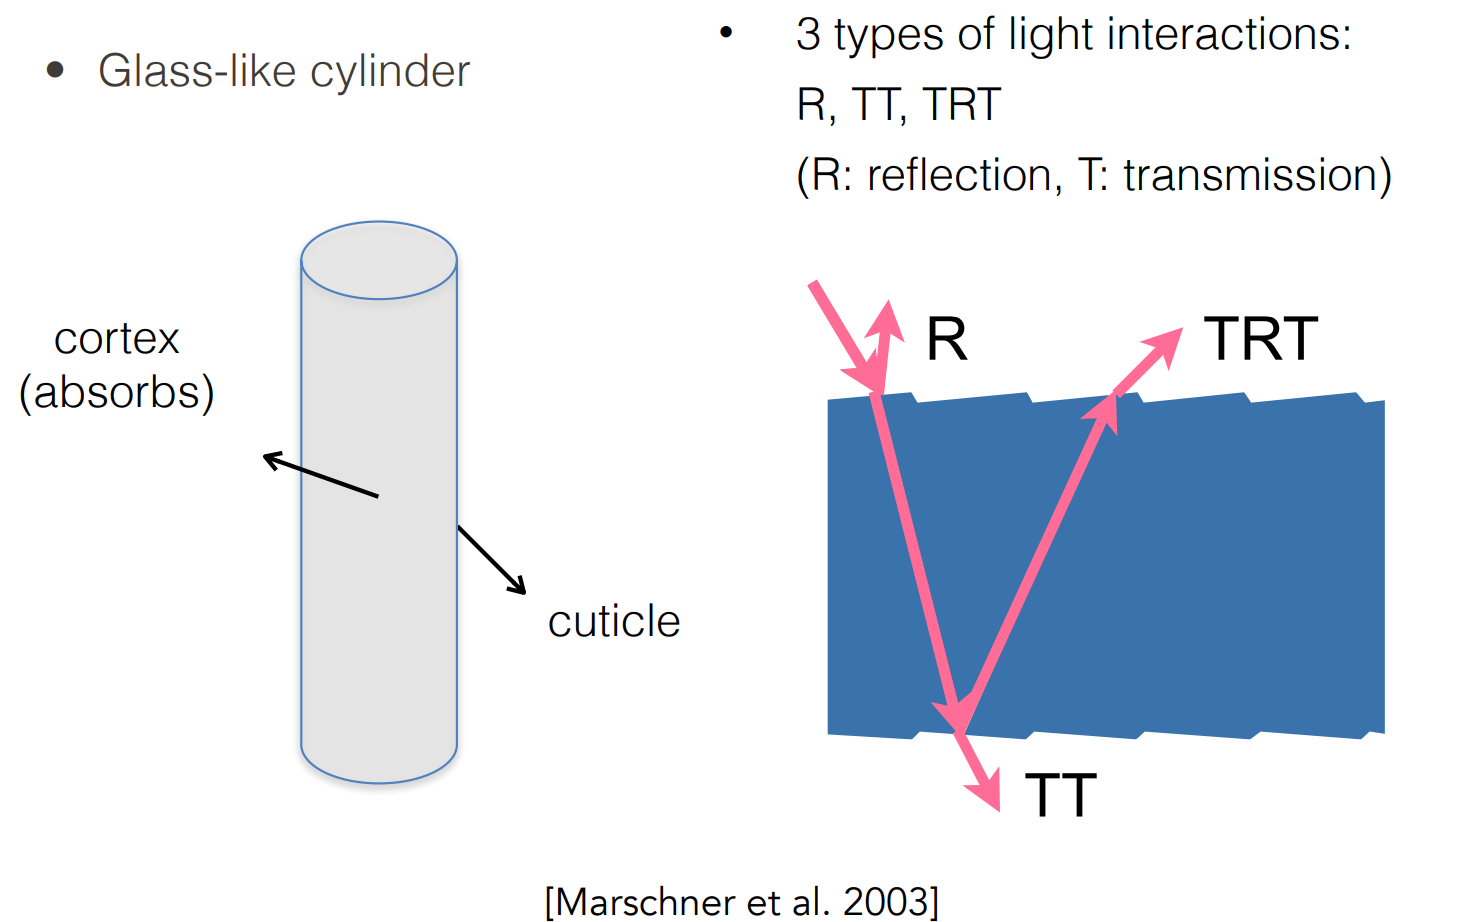 • Glass-like cylinder
• 3 types of light interactions:
R, TT, TRT
(R: reflection, T: transmission)
cortex
(absorbs)
cuticle
R
TRT
TT
[Marschner et al. 2003]